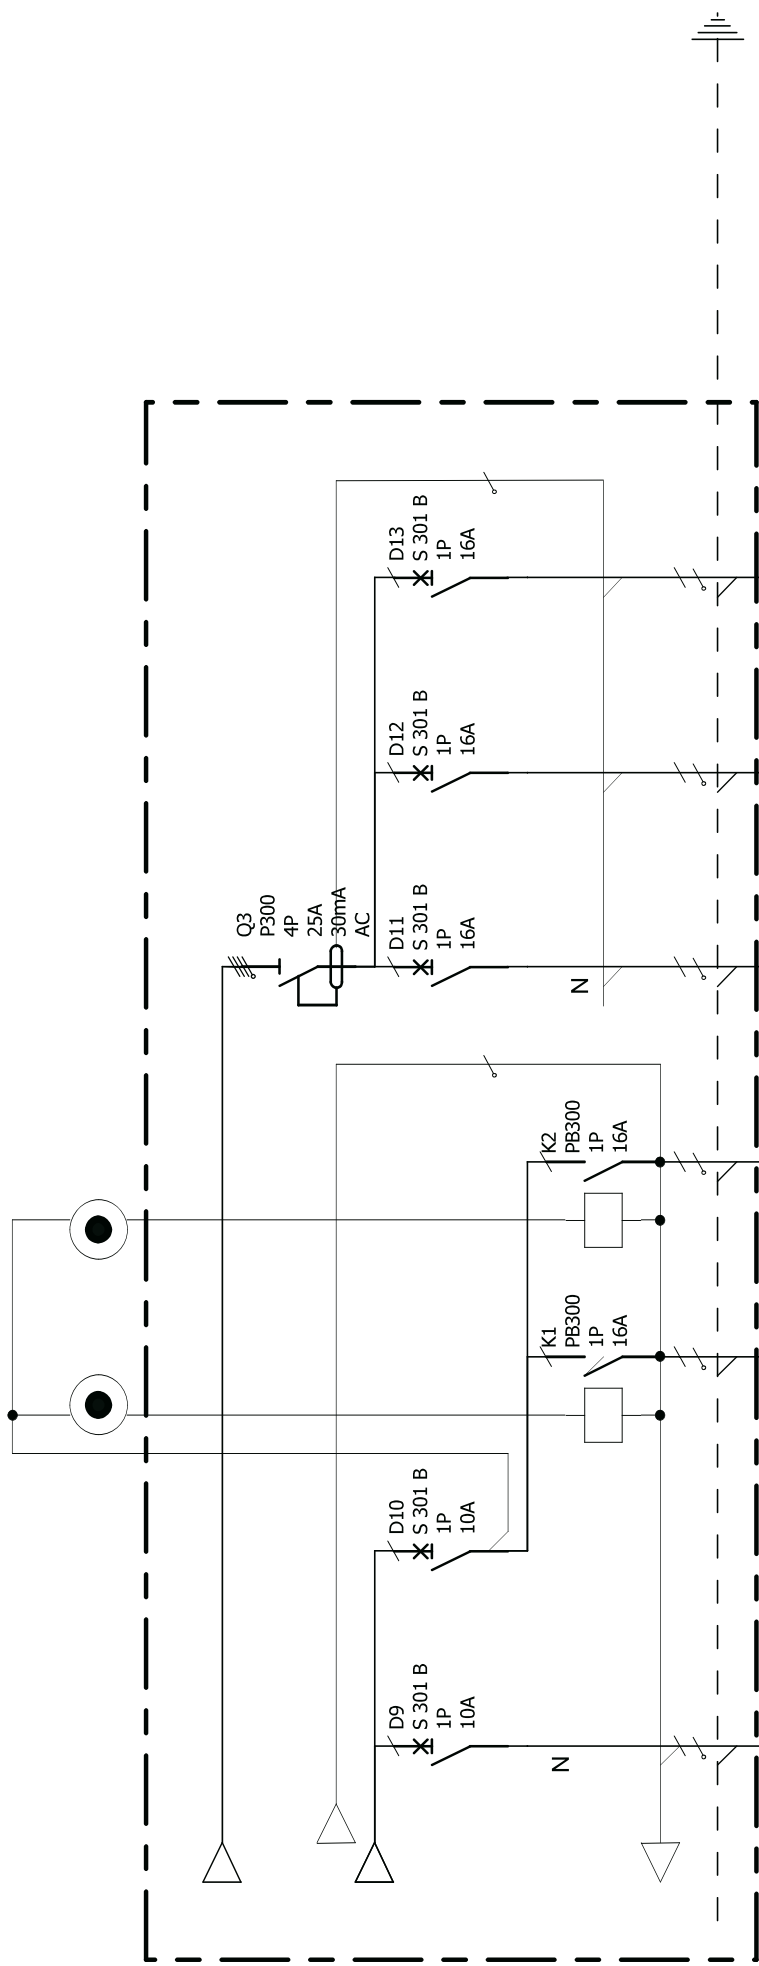 D13
S 301 B
1P
16A
D12
S 301 B
1P
16A
Q3
P300
4P
25A
30mA
AC
D11
S 301 B
1P
16A
N
K2
PB300
1P
16A
K1
PB300
1P
16A
D10
S 301 B
1P
10A
D9
S 301 B
1P
10A
N